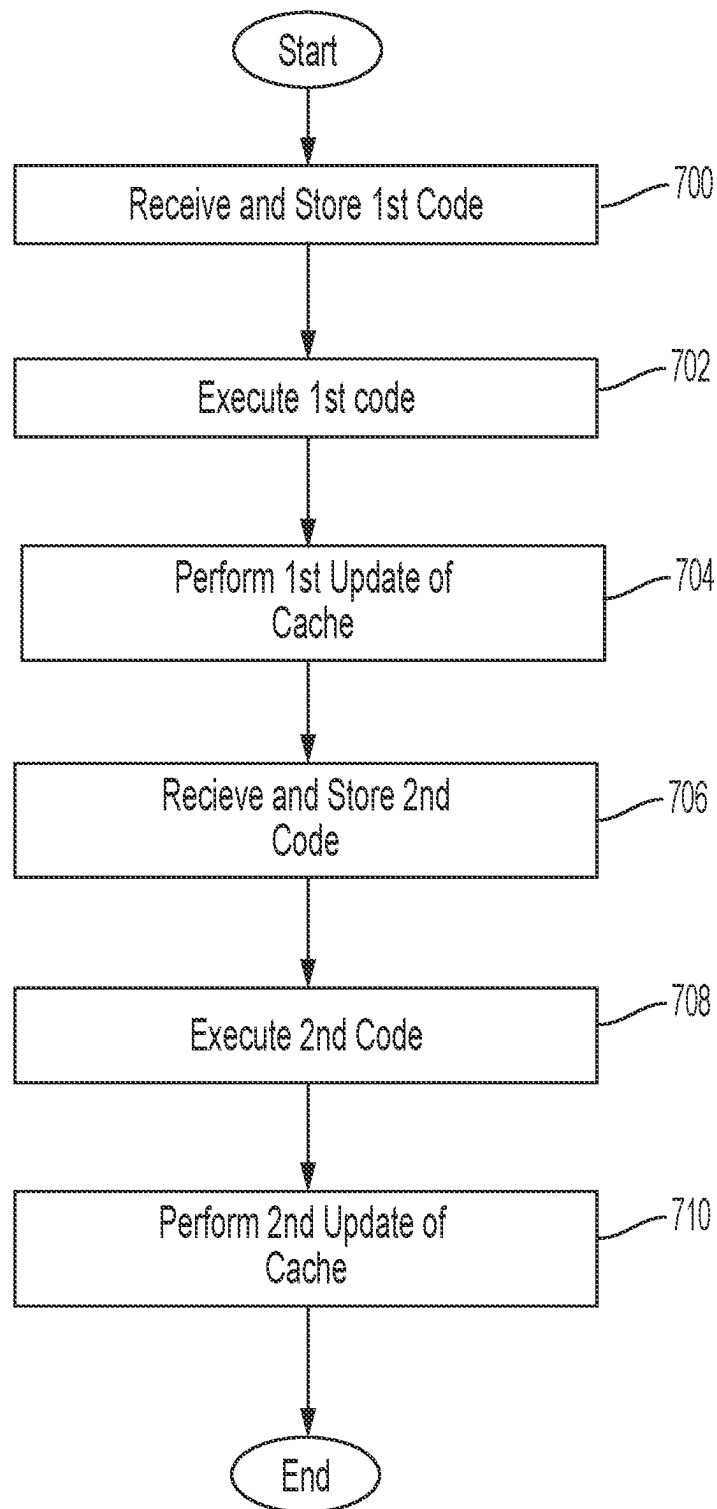 Start
Receive and Store 1st Code
700
Execute 1st code
702
Perform 1st Update of
Cache
704
Recieve and Store 2nd
Code
706
Execute 2nd Code
708
Perform 2nd Update of
Cache
710
End